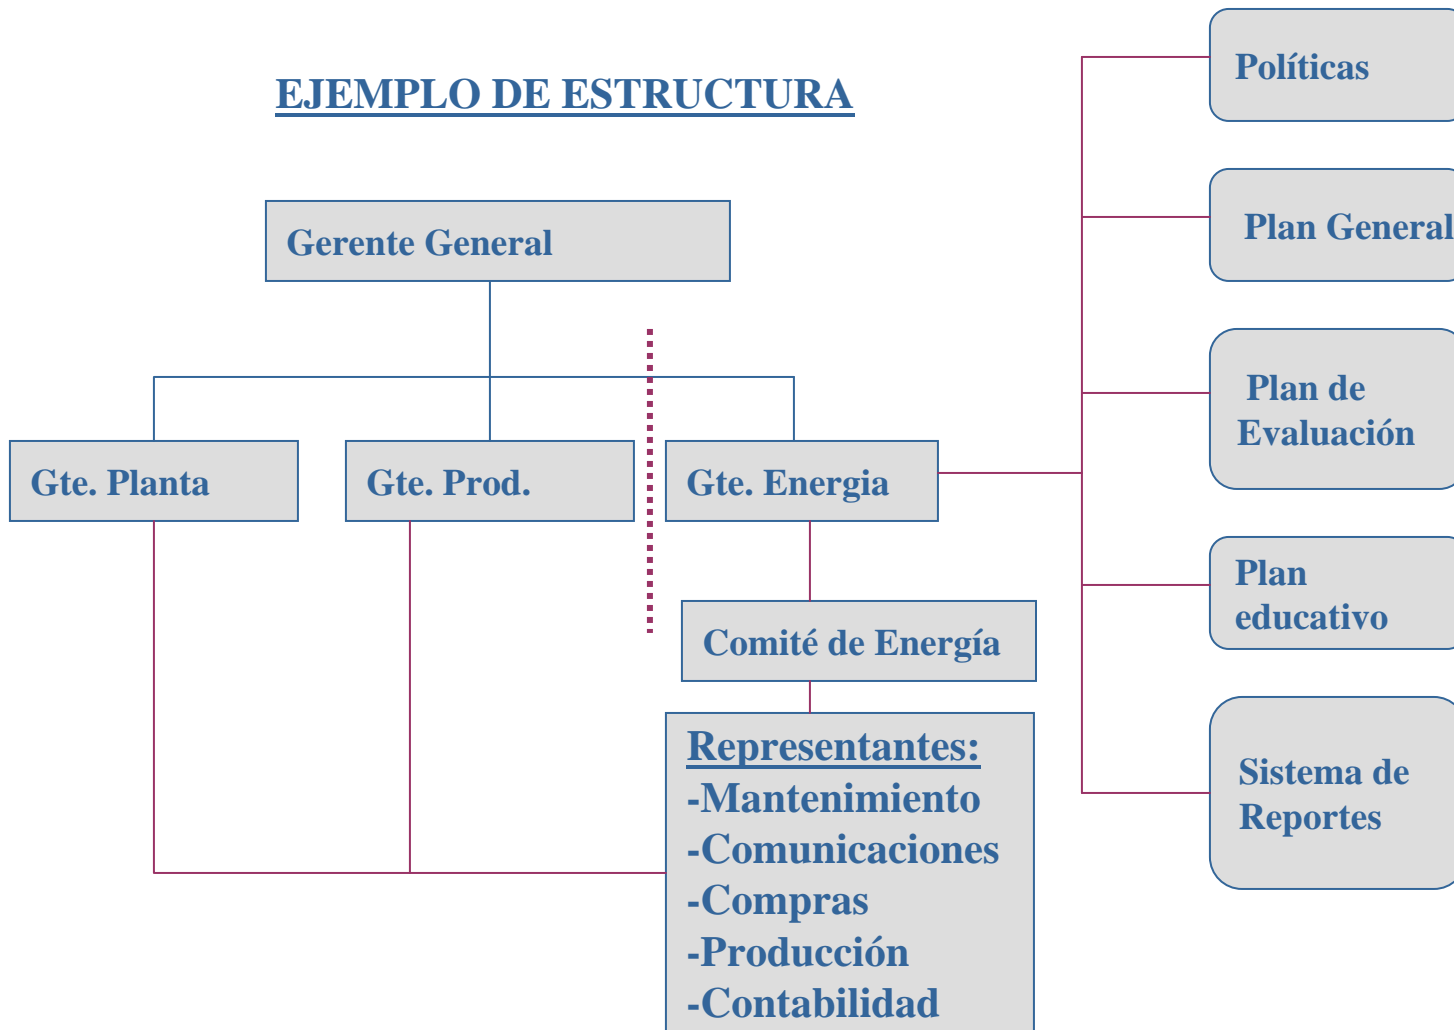 EJEMPLO DE ESTRUCTURA
Gerente General
Gte. Planta
Gte. Prod.
Gte. Energia
Comité de Energía
Representantes:
-Mantenimiento
-Comunicaciones
-Compras
-Producción
-Contabilidad
Políticas
Plan General
Plan de
Evaluación
Plan
educativo
Sistema de
Reportes